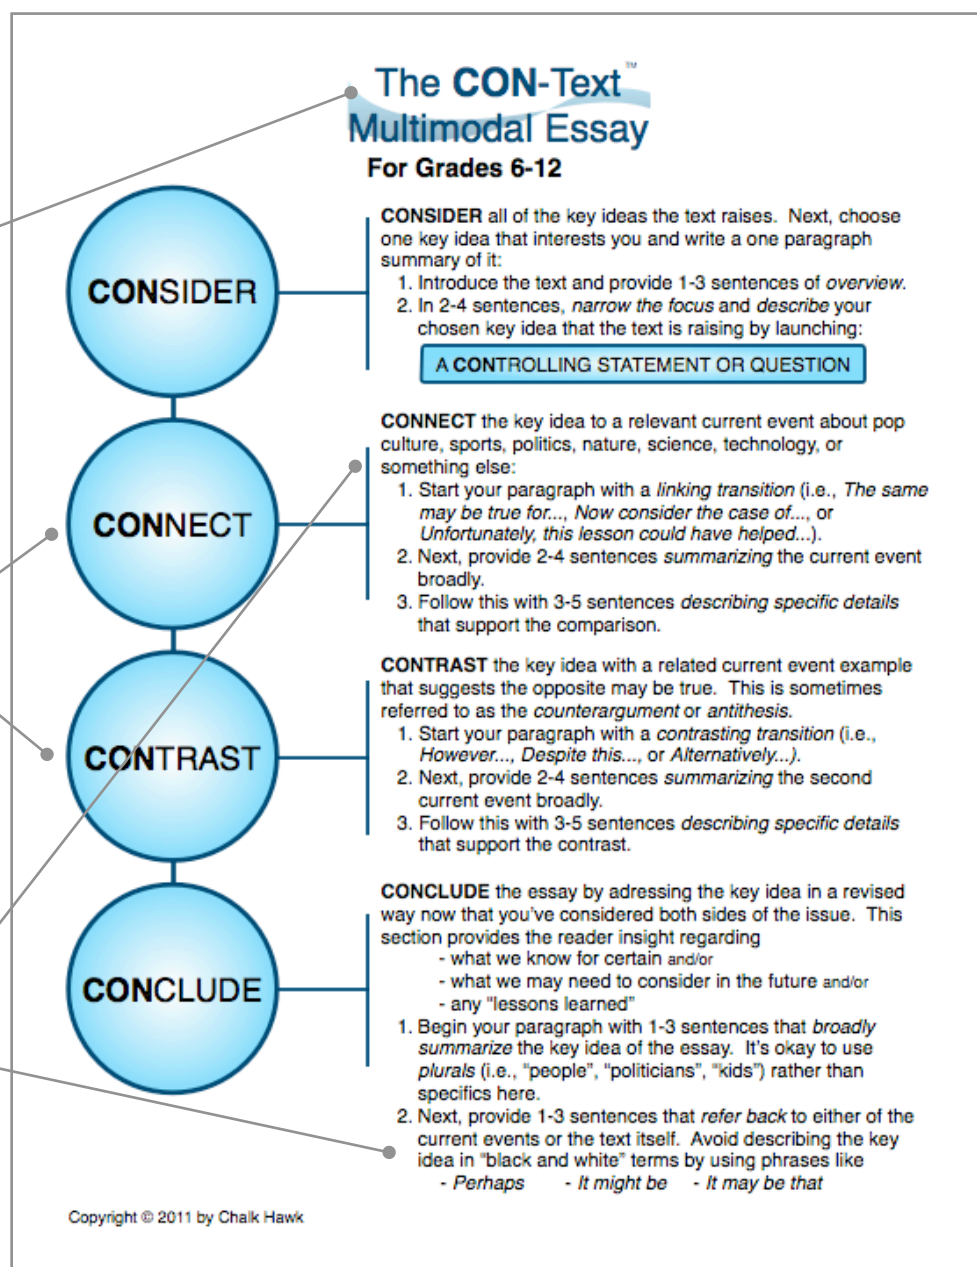 The CON-Text™
Multimodal Essay
For Grades 6-12
CONSIDER
CONSIDER all of the key ideas the text raises. Next, choose
one key idea that interests you and write a one paragraph
summary of it:
1. Introduce the text and provide 1-3 sentences of overview.
2. In 2-4 sentences, narrow the focus and describe your
chosen key idea that the text is raising by launching:
A CONTROLLING STATEMENT OR QUESTION
CONNECT
CONNECT the key idea to a relevant current event about pop
culture, sports, politics, nature, science, technology, or
something else:
1. Start your paragraph with a linking transition (i.e., The same
may be true for..., Now consider the case of..., or
Unfortunately, this lesson could have helped...).
2. Next, provide 2-4 sentences summarizing the current event
broadly.
3. Follow this with 3-5 sentences describing specific details
that support the comparison.
CONTRAST
CONTRAST the key idea with a related current event example
that suggests the opposite may be true. This is sometimes
referred to as the counterargument or antithesis.
1. Start your paragraph with a contrasting transition (i.e.,
However..., Despite this..., or Alternatively...).
2. Next, provide 2-4 sentences summarizing the second
current event broadly.
3. Follow this with 3-5 sentences describing specific details
that support the contrast.
CONCLUDE
CONCLUDE the essay by adressing the key idea in a revised
way now that you've considered both sides of the issue. This
section provides the reader insight regarding
- what we know for certain and/or
- what we may need to consider in the future and/or
- any "lessons learned"
1. Begin your paragraph with 1-3 sentences that broadly
summarize the key idea of the essay. It's okay to use
plurals (i.e., "people", "politicians", "kids") rather than
specifics here.
2. Next, provide 1-3 sentences that refer back to either of the
current events or the text itself. Avoid describing the key
idea in "black and white" terms by using phrases like
- Perhaps - It might be - It may be that
Copyright © 2011 by Chalk Hawk